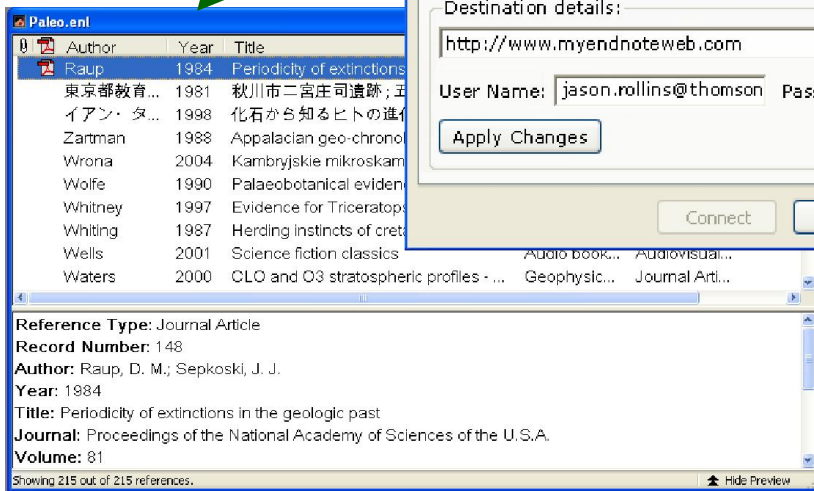 Paleo.enl
Author Year Title
Raup 1984 Periodicity of extinctions
東京都教育... 1981 秋川市二宮庄司遺跡;
イアン・タ... 1998 化石から知るヒトの進
Zartman 1988 Appalacian geo-chronol
Wrona 2004 Kambryjskie mikroskam
Wolfe 1990 Palaeobotanical eviden
Whitney 1997 Evidence for Triceratops
Whiting 1987 Herding instincts of creta
Wells 2001 Science fiction classics Audio book... Audiovisual...
Waters 2000 CLO and O3 stratospheric profiles - ... Geophysic... Journal Arti...
Destination details:
http://www.myendnoteweb.com
User Name: jason.rollins@thomson Pas
Apply Changes
Connect
Reference Type: Journal Article
Record Number: 148
Author: Raup, D. M.; Sepkoski, J. J.
Year: 1984
Title: Periodicity of extinctions in the geologic past
Journal: Proceedings of the National Academy of Sciences of the U.S.A.
Volume: 81
Showing 215 out of 215 references. Hide Preview